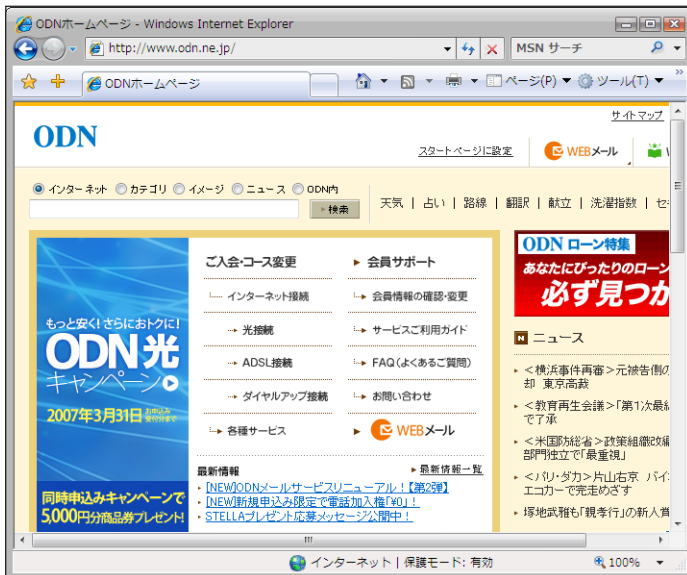 ODNホームページ - Windows Internet Explorer
http://www.odn.ne.jp/
MSN サーチ
ODNホームページ
ページ(P)
ツール(T)
サイトマップ
ODN
スタートページに設定
WEBメール
インターネット カテゴリ イメージ ニュース ODN内
検索
天気 | 占い | 路線 | 翻訳 | 献立 | 洗濯指数 |
もっと安く!さらにおトクに!
ODN光
キャンペーン
2007年3月31日
同時申込みキャンペーンで
5,000円分商品券プレゼント!
ご入会・コース変更
インターネット接続
光接続
ADSL接続
ダイヤルアップ接続
各種サービス
会員サポート
会員情報の確認・変更
サービスご利用ガイド
FAQ(よくあるご質問)
お問い合わせ
WEBメール
最新情報
最新情報一覧
[NEW]ODNメールサービスリニューアル!【第2弾】
[NEW]新規申込み限定で電話加入権「¥0」!
STELLAプレゼント応募メッセージ公開中!
ODN ローン特集
あなたにぴったりのローン
必ず見つか
ニュース
<横浜事件再審>元被告側の
却 東京高裁
<教育再生会議>「第1次最
で了承
<米国防総省>政策組織改編
部門独立で「最重視」
<パリ・ダカ>片山右京 バイ
エコカーで完走めざす
塚地武雅も「親孝行」の新人賞
インターネット | 保護モード: 有効
100%